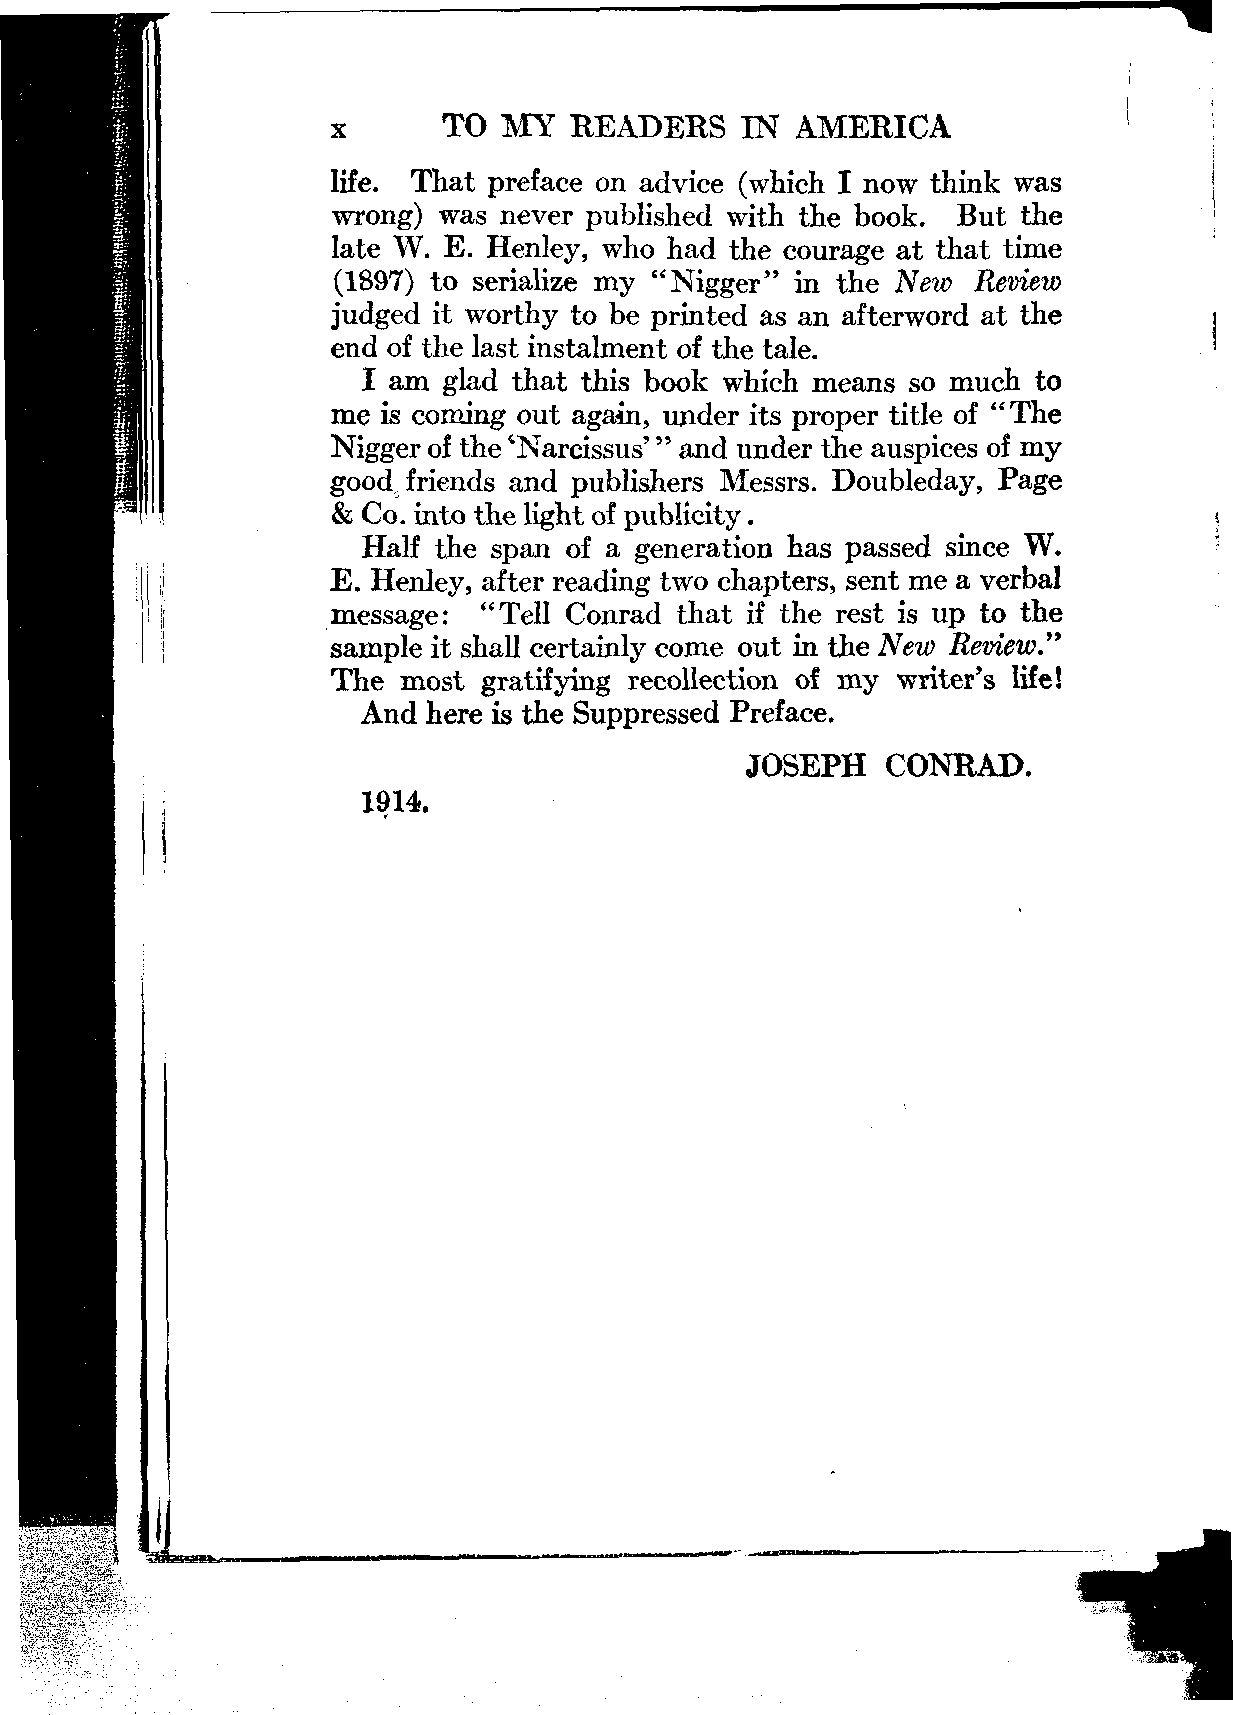 x TO MY READERS IN AMERICA
life. That preface on advice (which I now think was
wrong) was never published with the book. But the
late W. E. Henley, who had the courage at that time
(1897) to serialize my “Nigger” in the New Review
judged it worthy to be printed as an afterword at the
end of the last instalment of the tale.
I am glad that this book which means so much to
me is coming out again, under its proper title of “The
Nigger of the ‘Narcissus’” and under the auspices of my
good friends and publishers Messrs. Doubleday, Page
& Co. into the light of publicity.
Half the span of a generation has passed since W.
E. Henley, after reading two chapters, sent me a verbal
message: “Tell Conrad that if the rest is up to the
sample it shall certainly come out in the New Review.”
The most gratifying recollection of my writer’s life!
And here is the Suppressed Preface.
JOSEPH CONRAD.
1914.